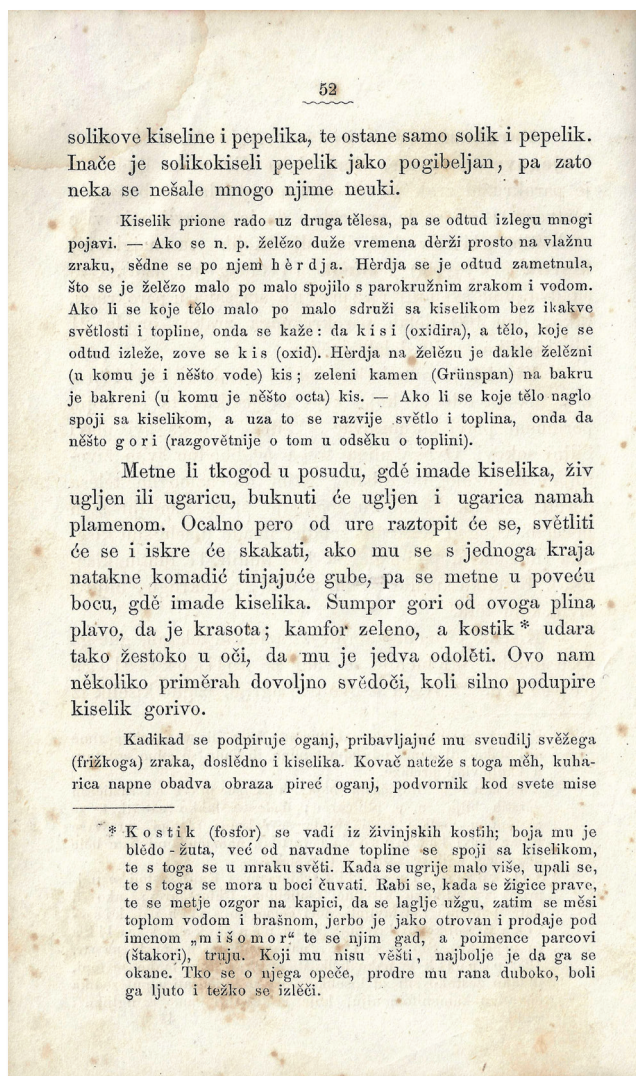 52
solikove kiseline i pepelika, te ostane samo solik i pepelik.
Inače je solikokiseli pepelik jako pogibeljan, pa zato
neka se nešale mnogo njime neuki.
Kiselik prione rado uz druga tělesa, pa se odtud izlegu mnogi
pojavi. — Ako se n. p. želězo duže vremena dèrži prosto na vlažnu
zraku, sědne se po njem hèrdja. Hèrdja se je odtud zametnula,
što se je želězo malo po malo spojilo s parokružnim zrakom i vodom.
Ako li se koje tělo malo po malo sdruži sa kiselikom bez ikakve
světlosti i topline, onda se kaže: da kisi (oxidira), a tělo, koje se
odtud izleže, zove se kis (oxid). Hèrdja na želězu je dakle želězni
(u komu je i něšto vode) kis; zeleni kamen (Grünspan) na bakru
je bakreni (u komu je něšto octa) kis. — Ako li se koje tělo naglo
spoji sa kiselikom, a uza to se razvije světlo i toplina, onda da
něšto gori (razgovětnije o tom u odsěku o toplini).
Metne li tkogod u posudu, gdě imade kiselika, živ
ugljen ili ugaricu, buknuti će ugljen i ugarica namah
plamenom. Ocalno pero od ure raztopit će se, světliti
će se i iskre će skakati, ako mu se s jednoga kraja
natakne komadić tinjajuće gube, pa se metne u poveću
bocu, gdě imade kiselika. Sumpor gori od ovoga plina
plavo, da je krasota; kamfor zeleno, a kostik* udara
tako žestoko u oči, da mu je jedva odolěti. Ovo nam
několiko priměrah dovoljno svědoči, koli silno podupire
kiselik gorivo.
Kadikad se podpiruje oganj, pribavljajuć mu sveudilj svěžega
(frižkoga) zraka, doslědno i kiselika. Kovač nateže s toga měh, kuha-
rica napne obadva obraza pireć oganj, podvornik kod svete mise
* Kostik (fosfor) se vadi iz živinjskih kostih; boja mu je
blědo-žuta, već od navadne topline se spoji sa kiselikom,
te s toga se u mraku světi. Kada se ugrije malo više, upali se,
te s toga se mora u boci čuvati. Rabi se, kada se žigice prave,
te se metje ozgor na kapici, da se laglje užgu, zatim se měsi
toplom vodom i brašnom, jerbo je jako otrovan i prodaje pod
imenom „mišomor“ te se njim gad, a poimence parcovi
(štakori), truju. Koji mu nisu věšti, najbolje je da ga se
okane. Tko se o njega opeče, prodre mu rana duboko, boli
ga ljuto i težko se izlěči.